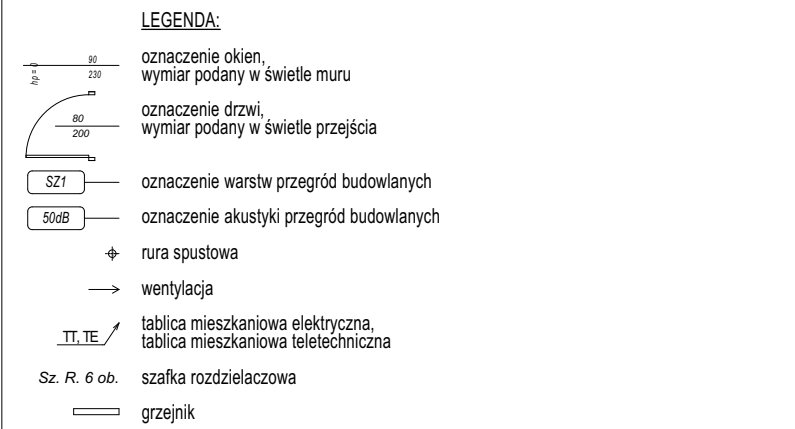 LEGENDA:
hp = 0
90
230
oznaczenie okien,
wymiar podany w świetle muru
80
200
oznaczenie drzwi,
wymiar podany w świetle przejścia
SZ1 oznaczenie warstw przegród budowlanych
50dB oznaczenie akustyki przegród budowlanych
rura spustowa
wentylacja
TT, TE
tablica mieszkaniowa elektryczna,
tablica mieszkaniowa teletechniczna
Sz. R. 6 ob. szafka rozdzielaczowa
grzejnik